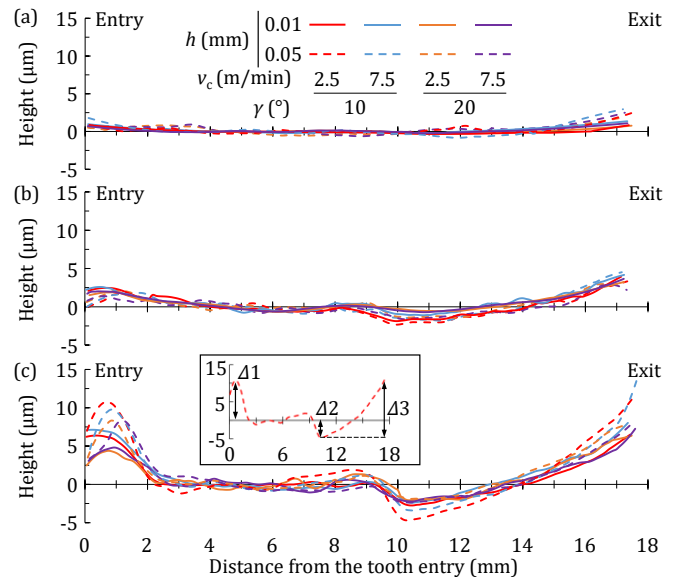 (a) 15 Entry Exit
0.01
h (mm)
10 0.05
vc (m/min) 2.5 7.5 2.5 7.5
5 γ (°) 10 20
0
-5
Height (μm)
(b) 15 Entry Exit
10
5
0
-5
Height (μm)
(c) 15 Entry Exit
10
5
0
-5
Height (μm)
15 Δ1
10
5 Δ2 Δ3
0
-5
0 6 12 18
0 2 4 6 8 10 12 14 16 18
Distance from the tooth entry (mm)